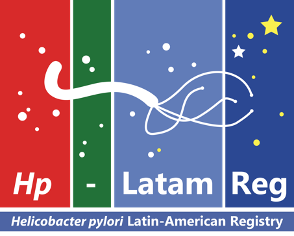 Hp - Latam Reg
Helicobacter pylori Latin-American Registry